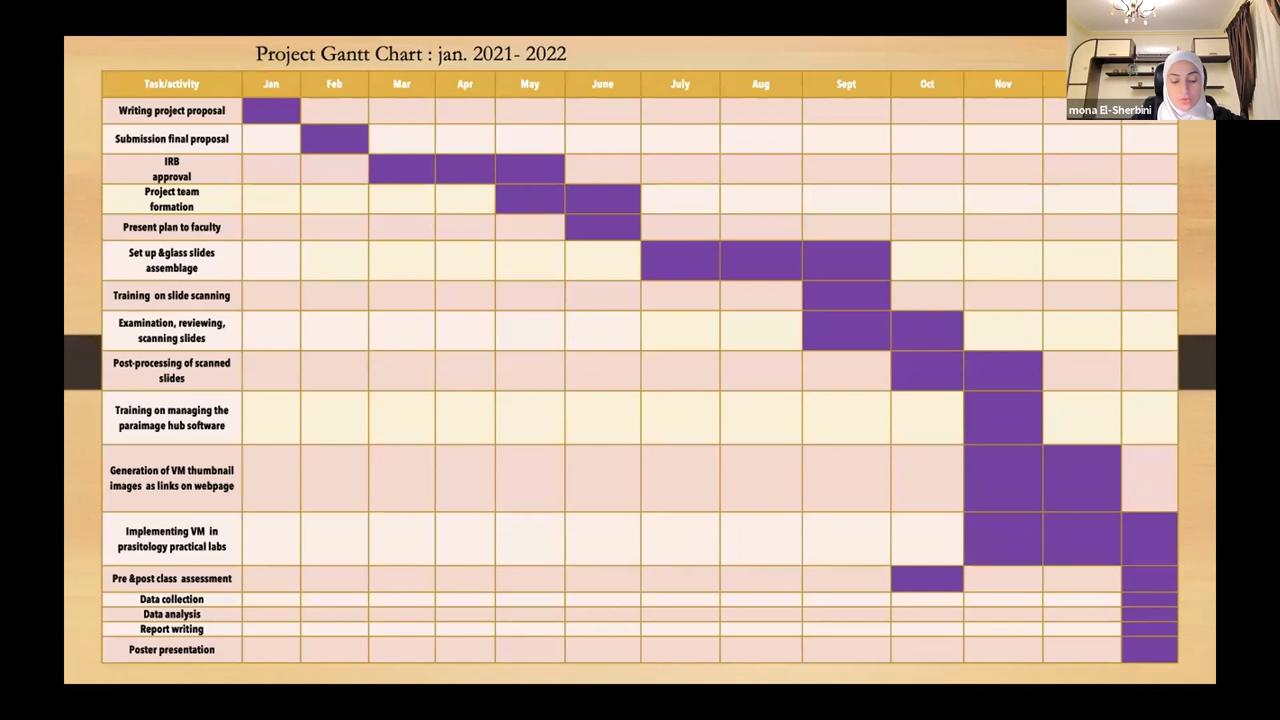 Project Gantt Chart : jan. 2021- 2022
Task/activity Jan Feb Mar Apr May June July Aug Sept Oct Nov
mona El-Sherbini
Writing project proposal
Submission final proposal
IRB
approval
Project team
formation
Present plan to faculty
Set up &glass slides
assemblage
Training on slide scanning
Examination, reviewing,
scanning slides
Post-processing of scanned
slides
Training on managing the
paraimage hub software
Generation of VM thumbnail
images as links on webpage
Implementing VM in
prasitology practical labs
Pre &post class assessment
Data collection
Data analysis
Report writing
Poster presentation